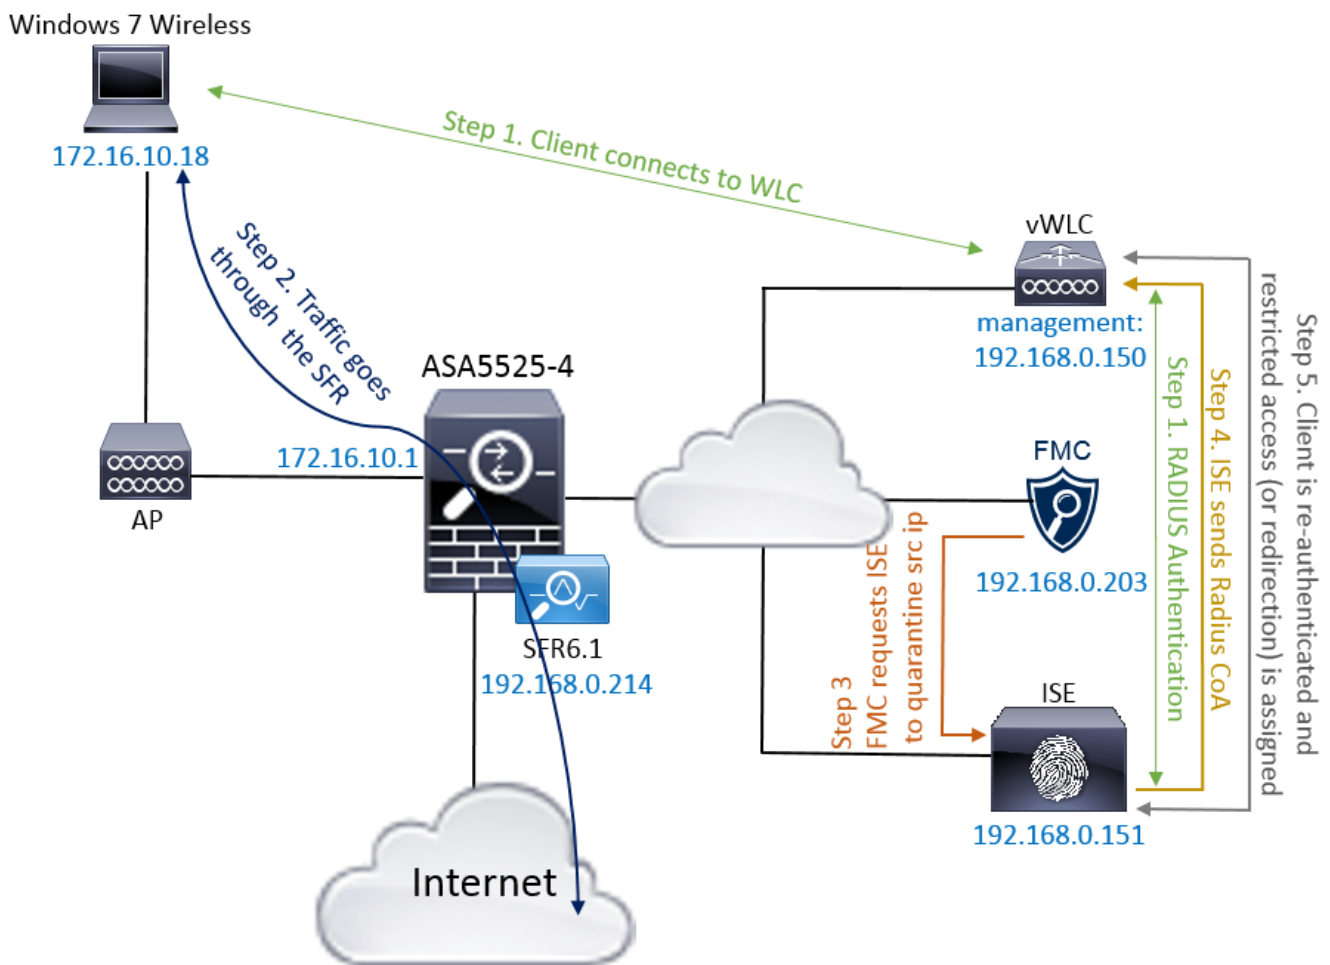 Windows 7 Wireless
172.16.10.18
Step 1. Client connects to WLC
Step 2. Traffic goes
through the SFR
vWLC
management:
192.168.0.150
ASA5525-4
172.16.10.1
AP
SFR6.1
192.168.0.214
FMC
192.168.0.203
Step 3
FMC requests ISE
to quarantine src ip
ISE
192.168.0.151
Step 1. RADIUS Authentication
Step 4. ISE sends Radius CoA
Step 5. Client is re-authenticated and
restricted access (or redirection) is assigned
Internet